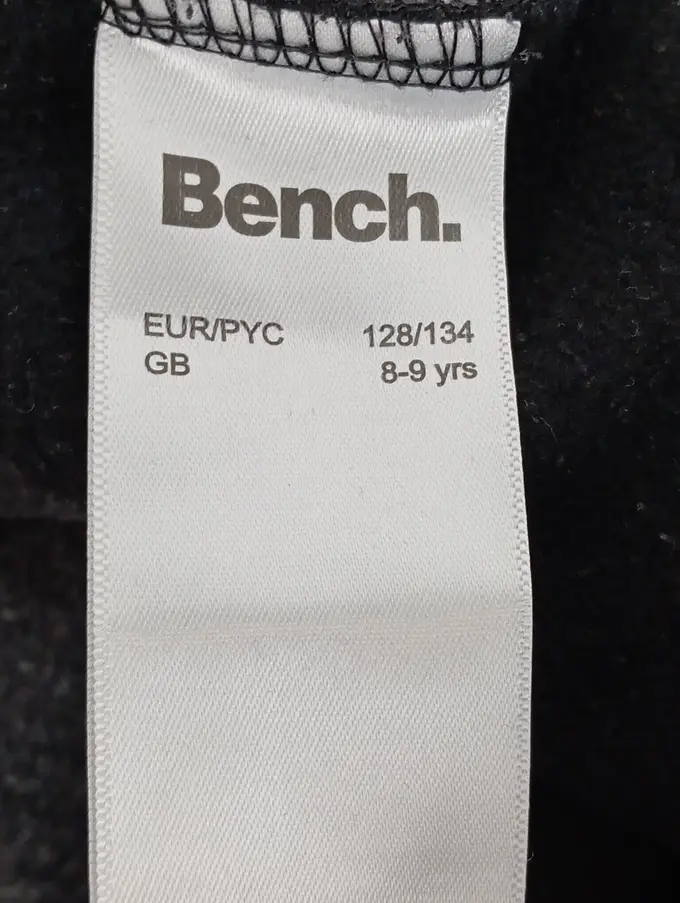 Bench.
EUR/PYC 128/134
GB 8-9 yrs